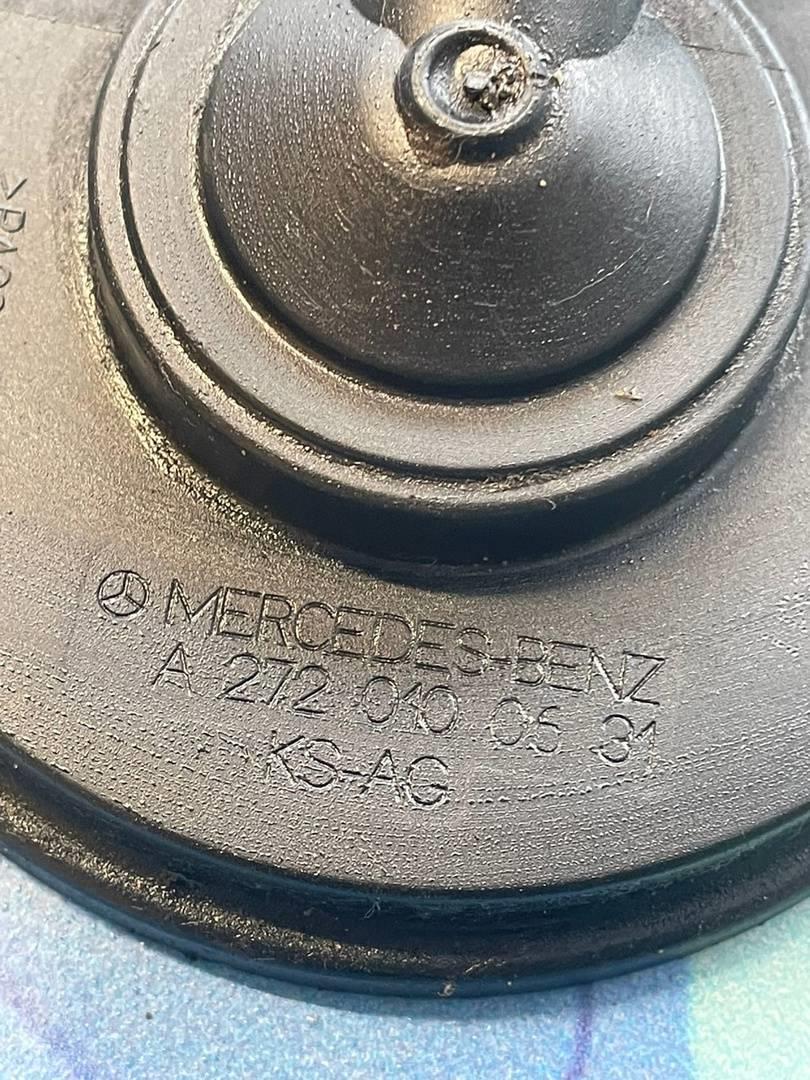 MERCEDES-BENZ
A 272 010 05 31
KS-AG